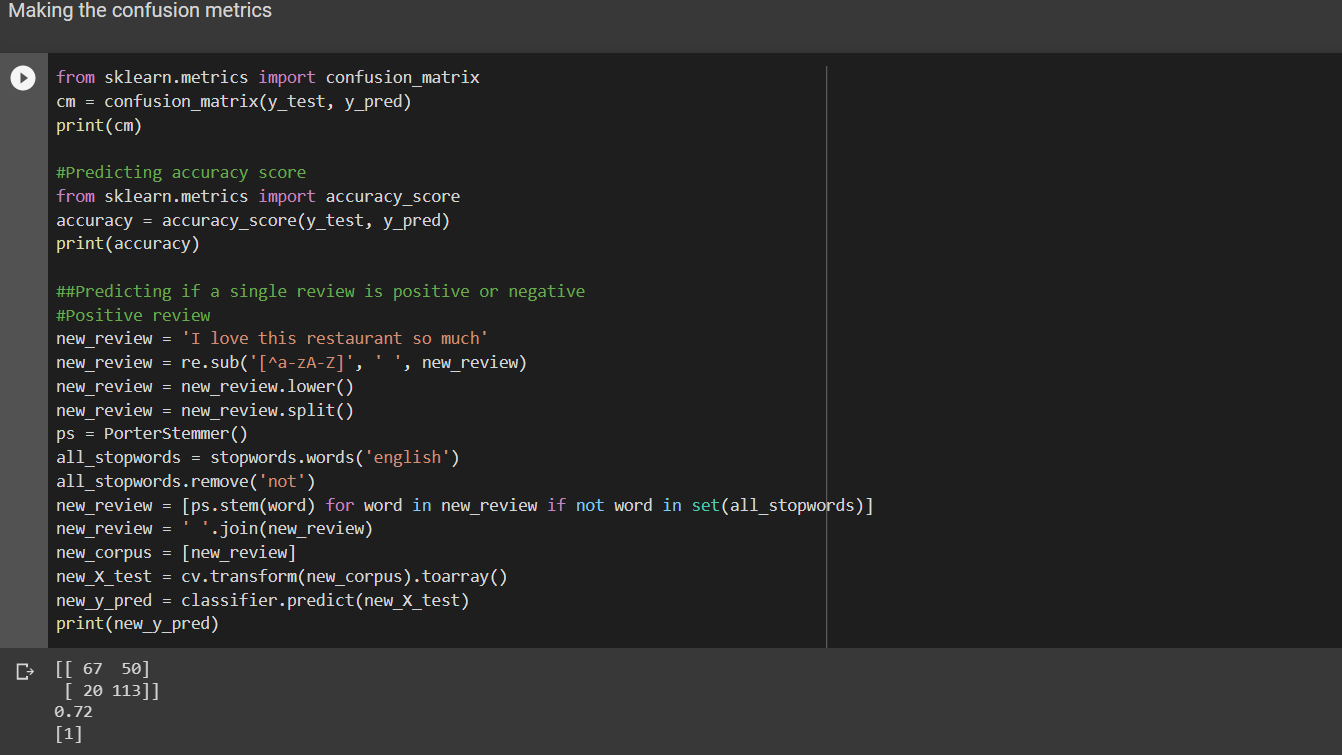 Making the confusion metrics
from sklearn.metrics import confusion_matrix
cm = confusion_matrix(y_test, y_pred)
print(cm)
#Predicting accuracy score
from sklearn.metrics import accuracy_score
accuracy = accuracy_score(y_test, y_pred)
print(accuracy)
##Predicting if a single review is positive or negative
#Positive review
new_review = 'I love this restaurant so much'
new_review = re.sub('[^a-zA-Z]', ' ', new_review)
new_review = new_review.lower()
new_review = new_review.split()
ps = PorterStemmer()
all_stopwords = stopwords.words('english')
all_stopwords.remove('not')
new_review = [ps.stem(word) for word in new_review if not word in set(all_stopwords)]
new_review = ' '.join(new_review)
new_corpus = [new_review]
new_X_test = cv.transform(new_corpus).toarray()
new_y_pred = classifier.predict(new_X_test)
print(new_y_pred)
[[ 67  50]
 [ 20 113]]
0.72
[1]